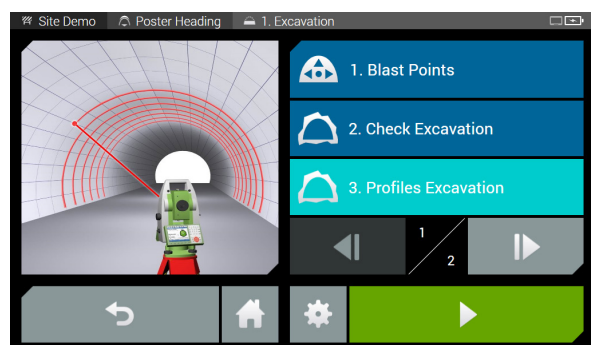 Site Demo
Poster Heading
1. Excavation
1. Blast Points
2. Check Excavation
3. Profiles Excavation
1
2